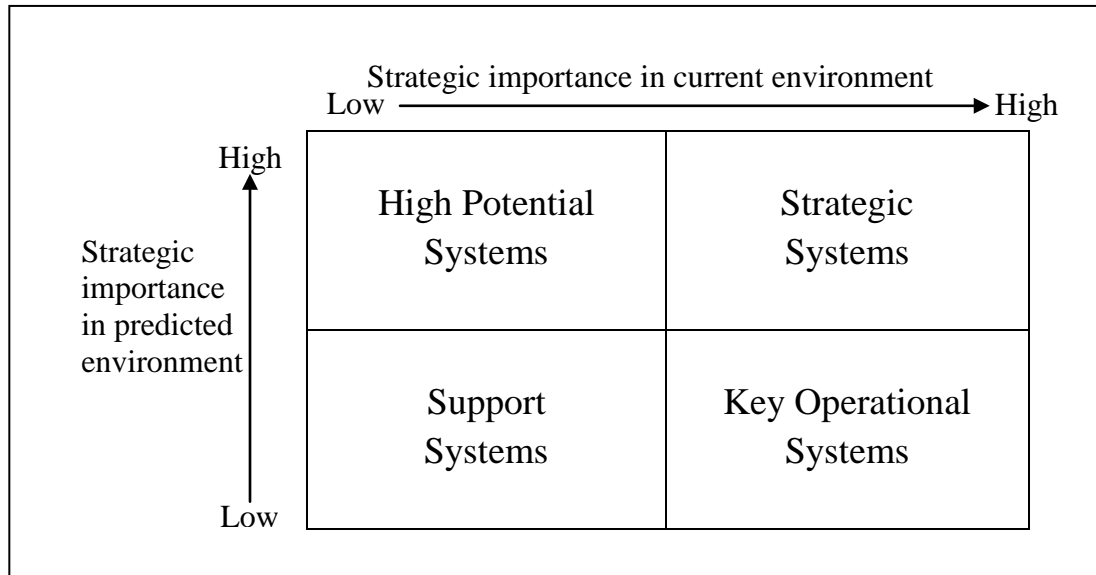 Strategic importance in current environment
Low
High
High
High Potential
Systems
Strategic
Systems
Strategic
importance
in predicted
environment
Support
Systems
Key Operational
Systems
Low